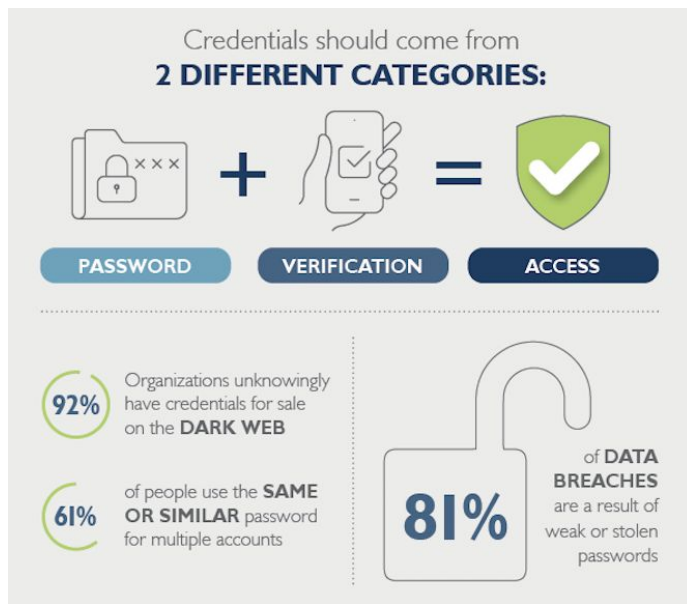 Credentials should come from
2 DIFFERENT CATEGORIES:
×××
PASSWORD
VERIFICATION
ACCESS
92%
Organizations unknowingly
have credentials for sale
on the DARK WEB
61%
of people use the SAME
OR SIMILAR password
for multiple accounts
81%
of DATA
BREACHES
are a result of
weak or stolen
passwords